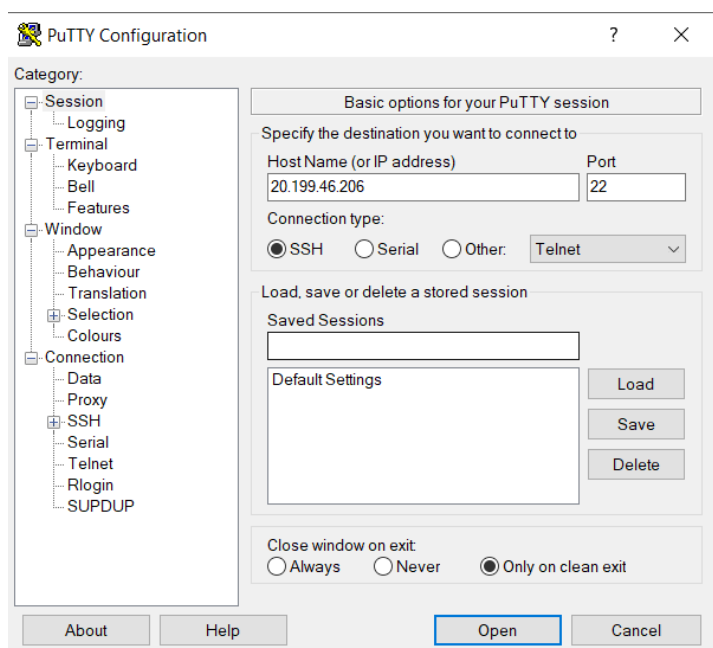 PuTTY Configuration ? ×
Category:
Session
Logging
Terminal
Keyboard
Bell
Features
Window
Appearance
Behaviour
Translation
Selection
Colours
Connection
Data
Proxy
SSH
Serial
Telnet
Rlogin
SUPDUP
Basic options for your PuTTY session
Specify the destination you want to connect to
Host Name (or IP address) Port
20.199.46.206 22
Connection type:
SSH Serial Other: Telnet
Load, save or delete a stored session
Saved Sessions
Default Settings
Load
Save
Delete
Close window on exit:
Always Never Only on clean exit
About Help Open Cancel